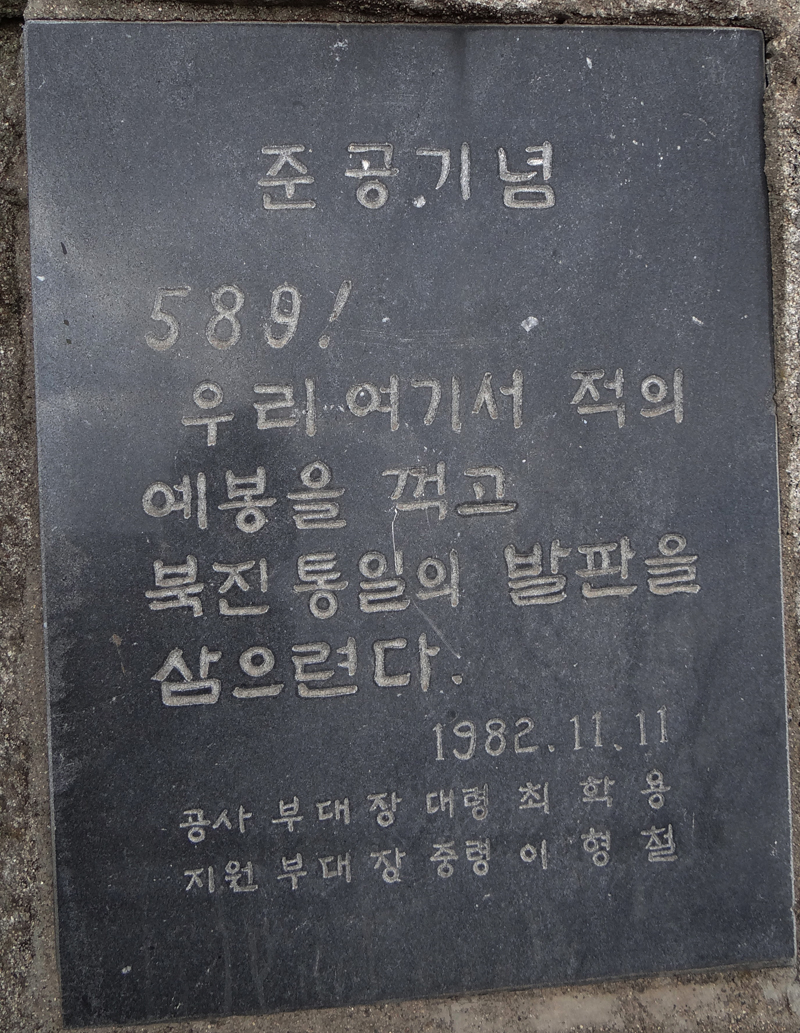 준공기념
589!
우리 여기서 적의
예봉을 꺾고
북진 통일의 발판을
삼으련다.
1982.11.11
공사 부대장 대령 최 학 용
지원 부대장 중령 이 형 철